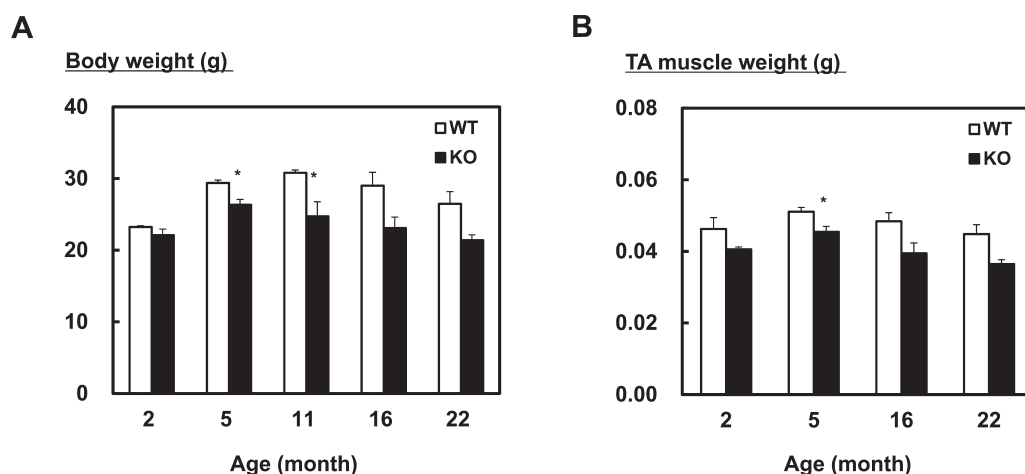 A
Body weight (g)
40
30
20
10
0
WT
KO
*
*
2 5 11 16 22
Age (month)
B
TA muscle weight (g)
0.08
0.06
0.04
0.02
0.00
WT
KO
*
2 5 16 22
Age (month)